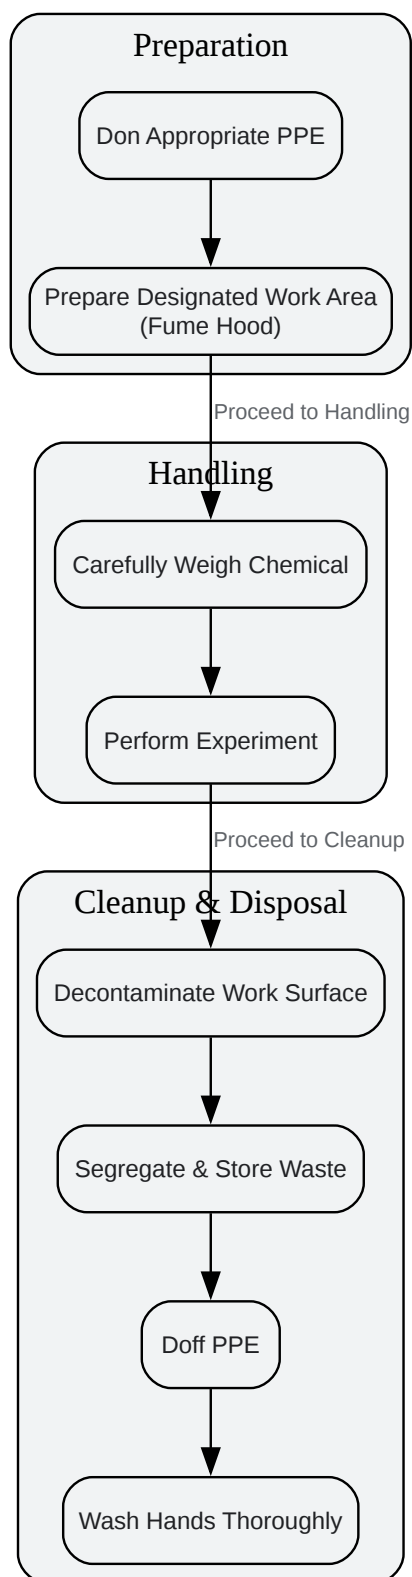 Preparation
Don Appropriate PPE
Prepare Designated Work Area
(Fume Hood)
Proceed to Handling
Handling
Carefully Weigh Chemical
Perform Experiment
Proceed to Cleanup
Cleanup & Disposal
Decontaminate Work Surface
Segregate & Store Waste
Doff PPE
Wash Hands Thoroughly